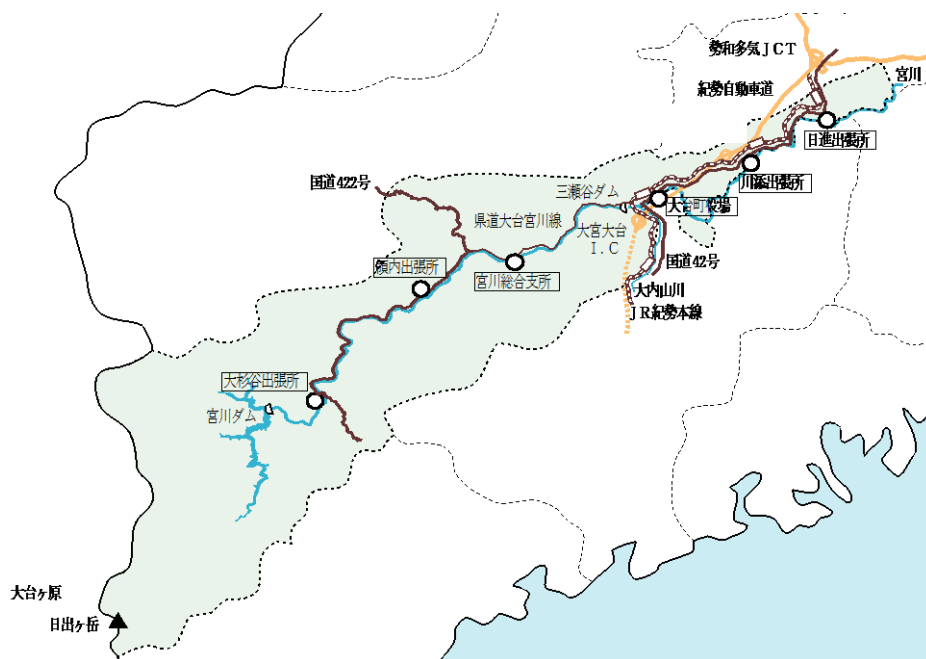 勢和多気JCT
紀勢自動車道
宮川
日進出張所
川添出張所
国道422号
三瀬谷ダム
大台町役場
県道大台宮川線
大宮大台
I.C
国道42号
領内出張所
宮川総合支所
大内山川
JR紀勢本線
大杉谷出張所
宮川ダム
大台ヶ原
日出ヶ岳